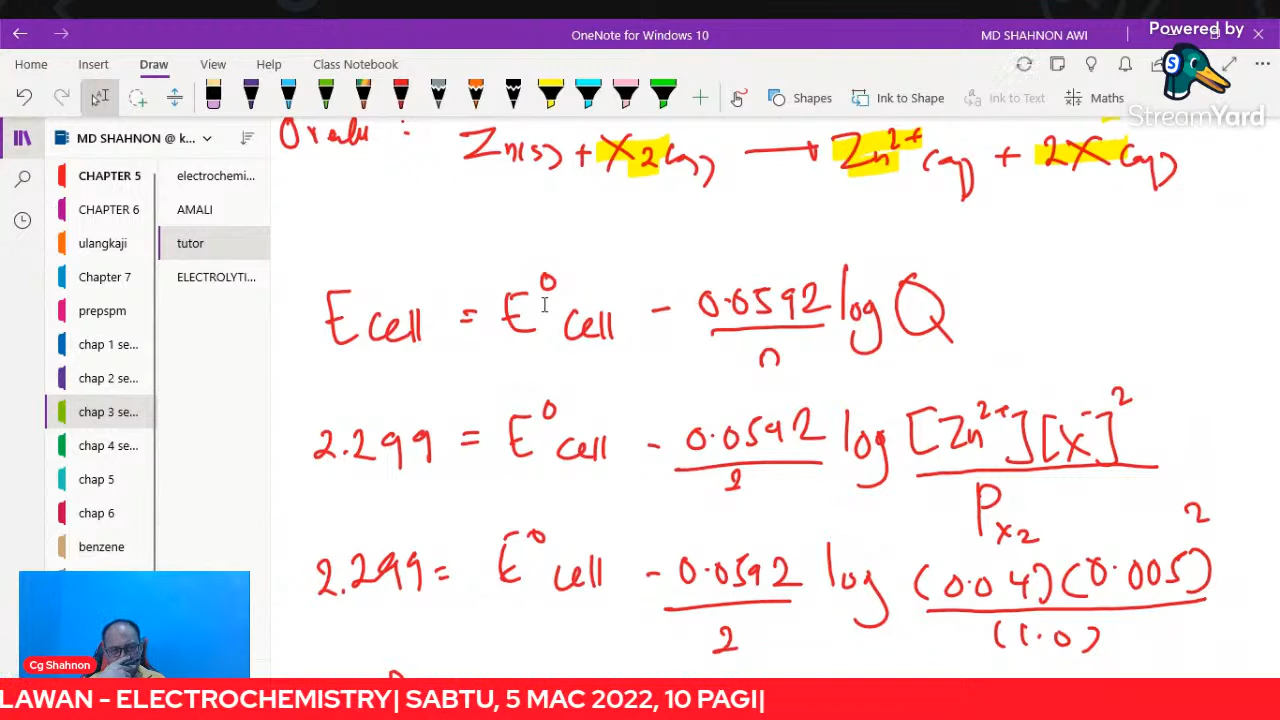 OneNote for Windows 10
MD SHAHNON AWI
Powered by
StreamYard
Home Insert Draw View Help Class Notebook
Shapes Ink to Shape Ink to Text Maths
MD SHAHNON @ k...
CHAPTER 5
CHAPTER 6
ulangkaji
Chapter 7
prepspm
chap 1 se...
chap 2 se...
chap 3 se...
chap 4 se...
chap 5
chap 6
benzene
electrochemi...
AMALI
tutor
ELECTROLYTI...
Zn(s) + X2(g) → Zn²⁺(aq) + 2X⁻(aq)
Ecell = E⁰cell - 0.0592/n log Q
2.299 = E⁰cell - 0.0592/2 log [Zn²⁺][X⁻]²/Px2
2.299 = E⁰cell - 0.0592/2 log (0.04)(0.005)²/(1.0)
Cg Shahnon
LAWAN - ELECTROCHEMISTRY| SABTU, 5 MAC 2022, 10 PAGI|